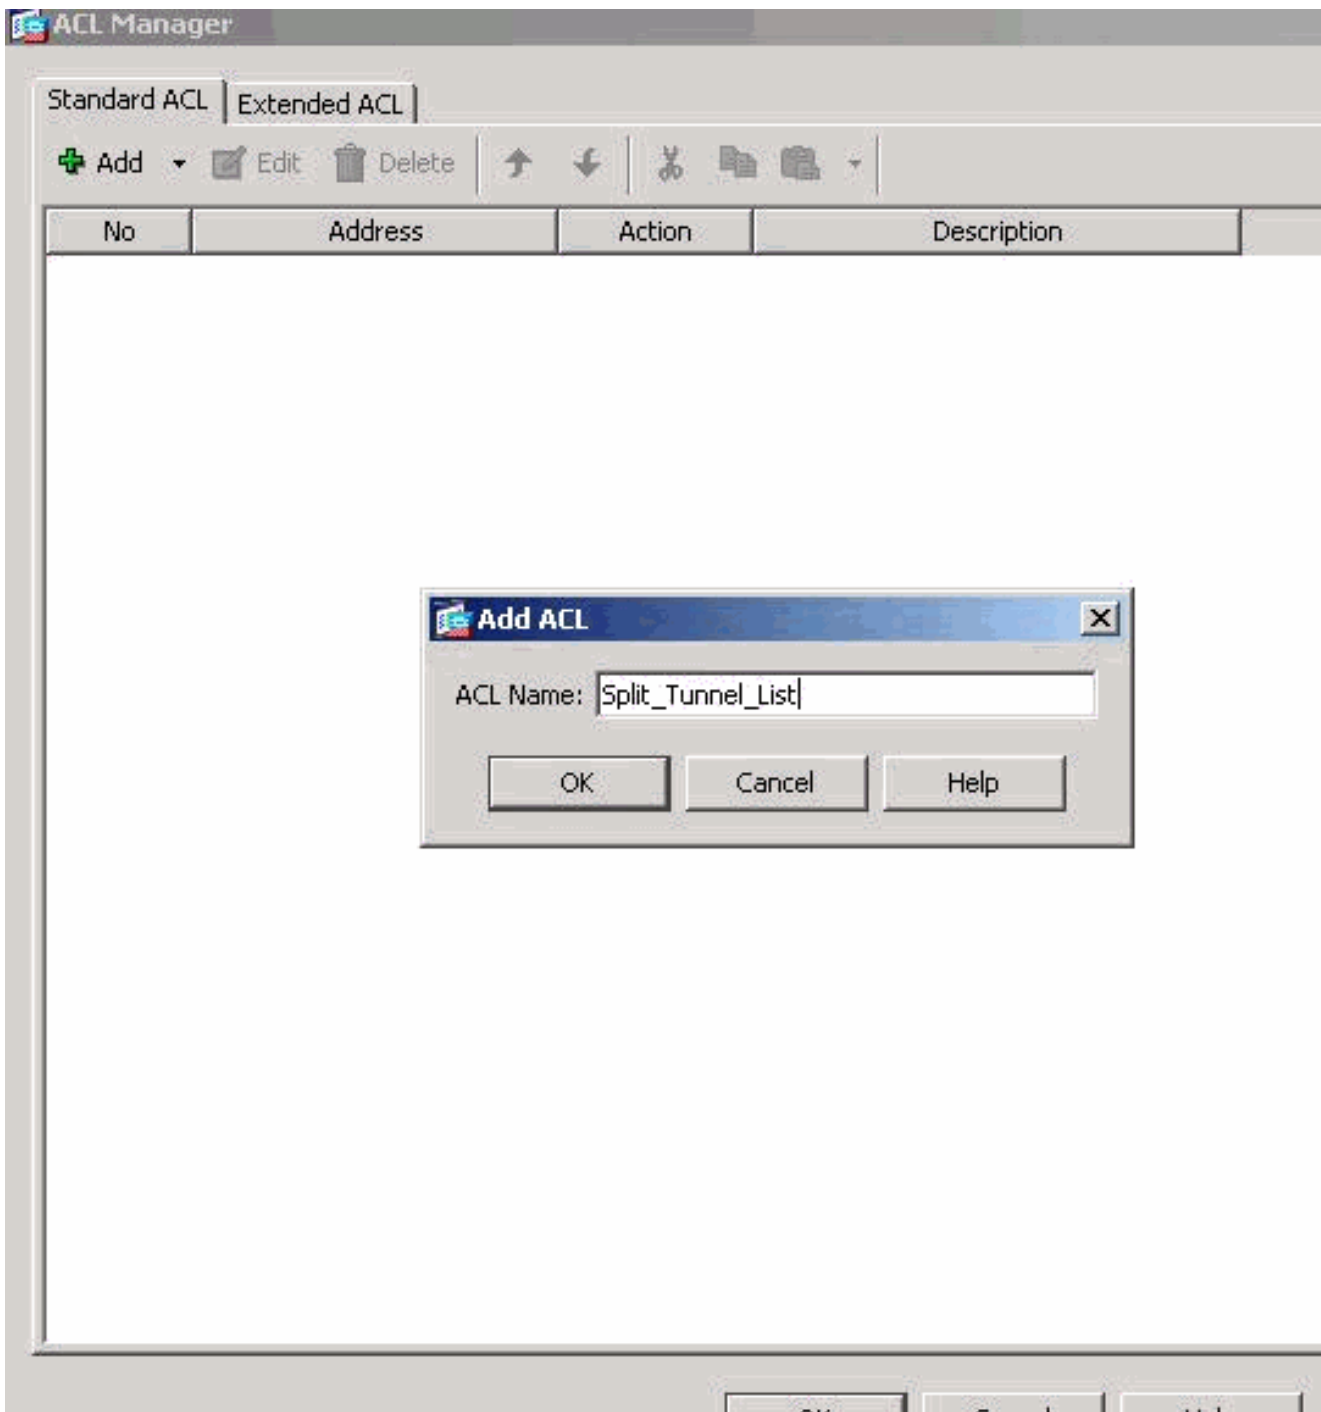 ACL Manager
Standard ACL Extended ACL
Add Edit Delete
No Address Action Description
Add ACL
ACL Name: Split_Tunnel_List
OK Cancel Help